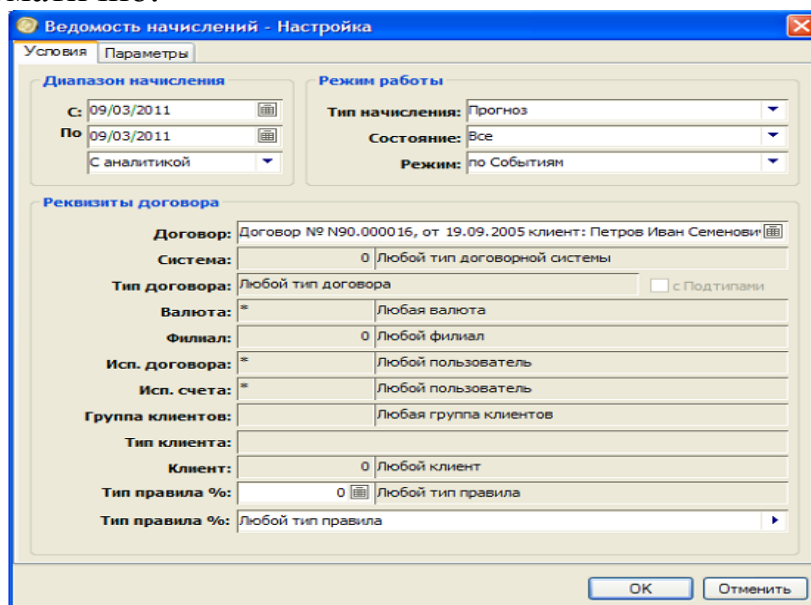 Ведомость начислений - Настройка
Условия Параметры
Диапазон начисления Режим работы
С: 09/03/2011 Тип начисления: Прогноз
По 09/03/2011 Состояние: Все
С аналитикой Режим: по Событиям
Реквизиты договора
Договор: Договор № N90.000016, от 19.09.2005 клиент: Петров Иван Семенович
Система: 0 Любой тип договорной системы
Тип договора: Любой тип договора с Подтипами
Валюта: * Любая валюта
Филиал: 0 Любой филиал
Исп. договора: * Любой пользователь
Исп. счета: * Любой пользователь
Группа клиентов: Любая группа клиентов
Тип клиента:
Клиент: 0 Любой клиент
Тип правила %: 0 Любой тип правила
Тип правила %: Любой тип правила
OK Отменить